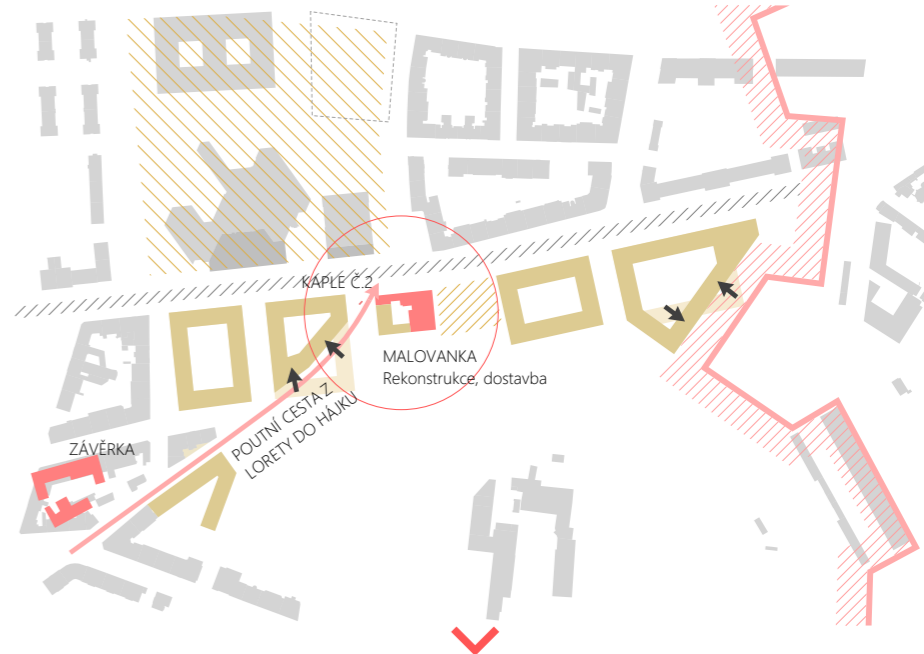 KAPLE Č.2
MALOVANKA
Rekonstrukce, dostavba
POUTNÍ CESTA Z
LORETY DO HÁJKU
ZÁVĚRKA